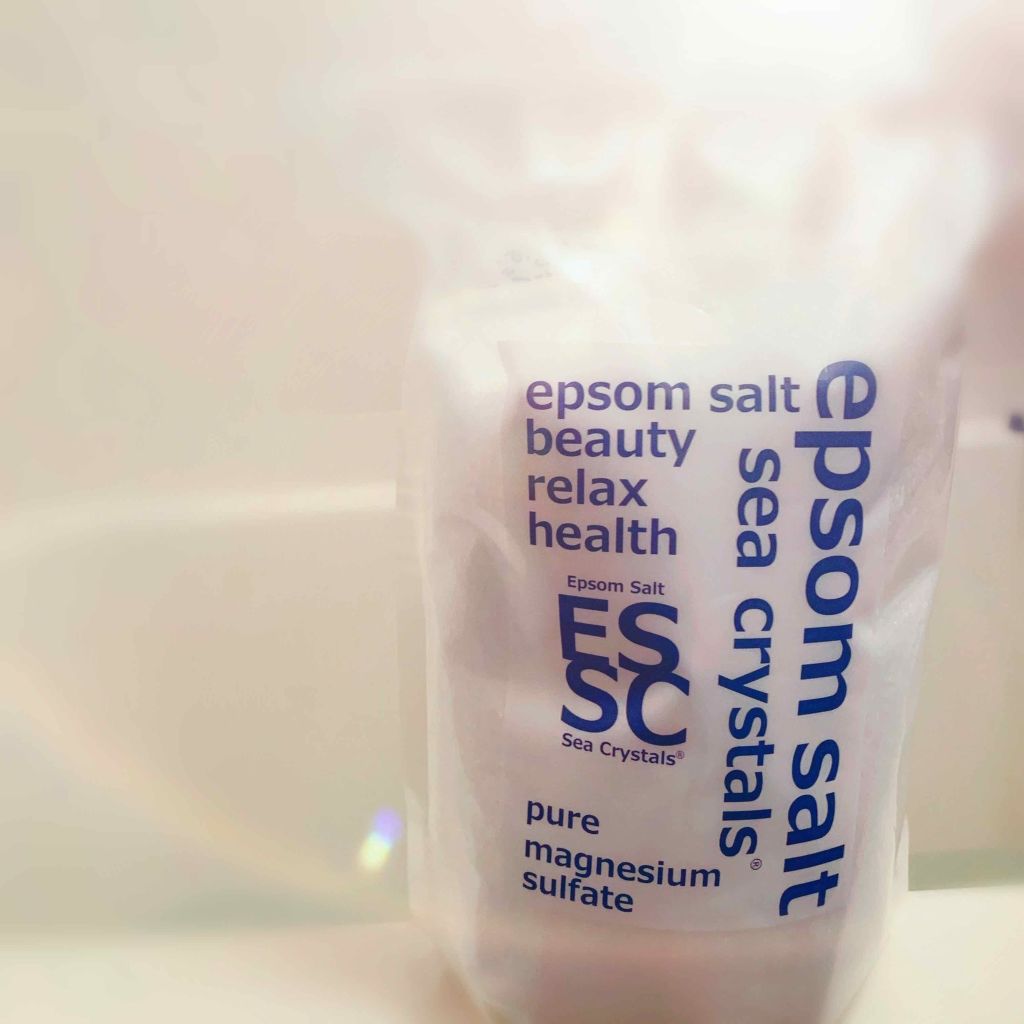 epsom salt
beauty
relax
health
Epsom Salt
ES
SC
Sea Crystals®
pure
magnesium
sulfate
sea crystals®
epsom salt